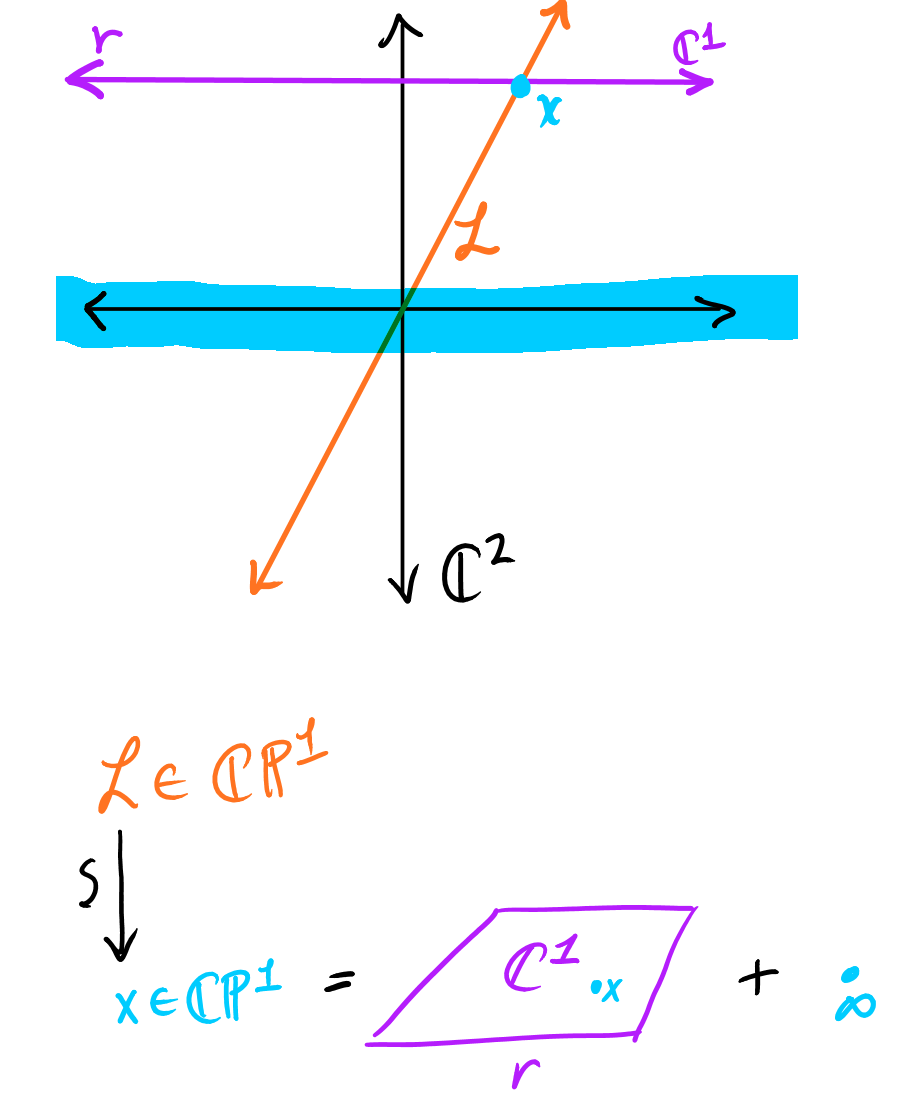 r
ℂ¹
x
ℒ
ℂ²
ℒ ∈ ℂℙ¹
S
x ∈ ℂℙ¹ = ℂ¹ .x + ∞
r